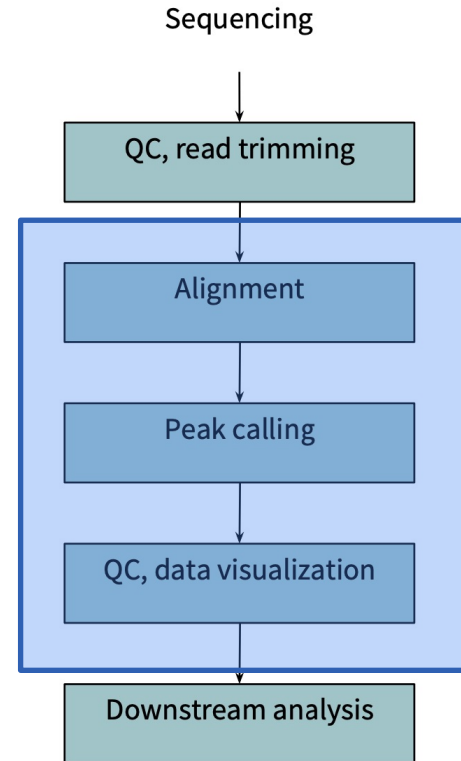 Sequencing
QC, read trimming
Alignment
Peak calling
QC, data visualization
Downstream analysis